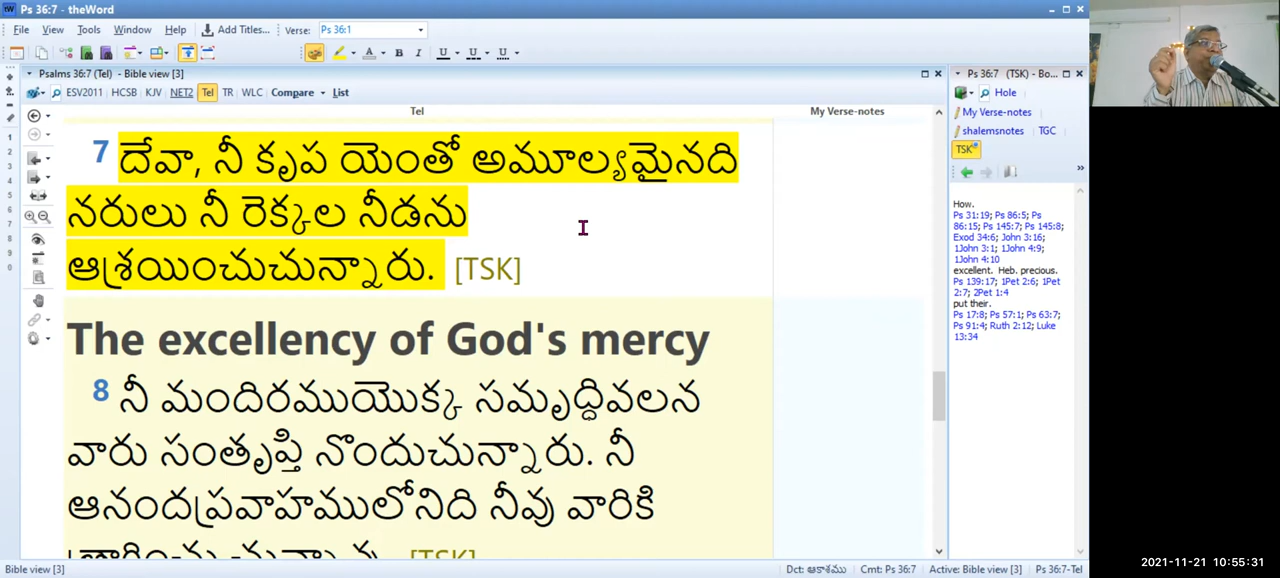 Ps 36:7 - theWord
File View Tools Window Help Add Titles... Verse: Ps 36:1
Psalms 36:7 (Tel) - Bible view [3]
ESV2011 HCSB KJV NET2 Tel TR WLC Compare List
Tel My Verse-notes
7 దేవా, నీ కృప యెంతో అమూల్యమైనది
నరులు నీ రెక్కల నీడను
ఆశ్రయించుచున్నారు. [TSK]
The excellency of God's mercy
8 నీ మందిరముయొక్క సమృద్ధివలన
వారు సంతృప్తి నొందుచున్నారు. నీ
ఆనందప్రవాహములోనిది నీవు వారికి
[TSK]
Ps 36:7 (TSK) - Bo...
Hole
My Verse-notes
shalemsnotes TGC
TSK
How.
Ps 31:19; Ps 86:5; Ps
86:15; Ps 145:7; Ps 145:8;
Exod 34:6; John 3:16;
1John 3:1; 1John 4:9;
1John 4:10
excellent. Heb. precious.
Ps 139:17; 1Pet 2:6; 1Pet
2:7; 2Pet 1:4
put their.
Ps 17:8; Ps 57:1; Ps 63:7;
Ps 91:4; Ruth 2:12; Luke
13:34
2021-11-21 10:55:31
Bible view [3] Dct: ఆకాశము Cmt: Ps 36:7 Active: Bible view [3] Ps 36:7-Tel